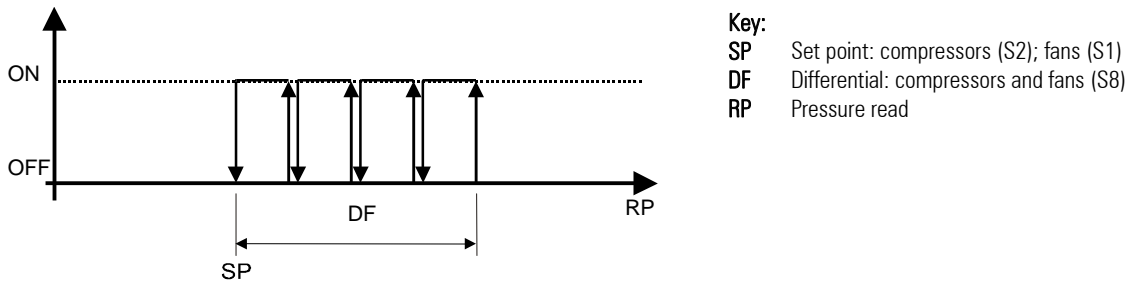 ON
OFF
DF
RP
SP
Key:
SP Set point: compressors (S2); fans (S1)
DF Differential: compressors and fans (S8)
RP Pressure read